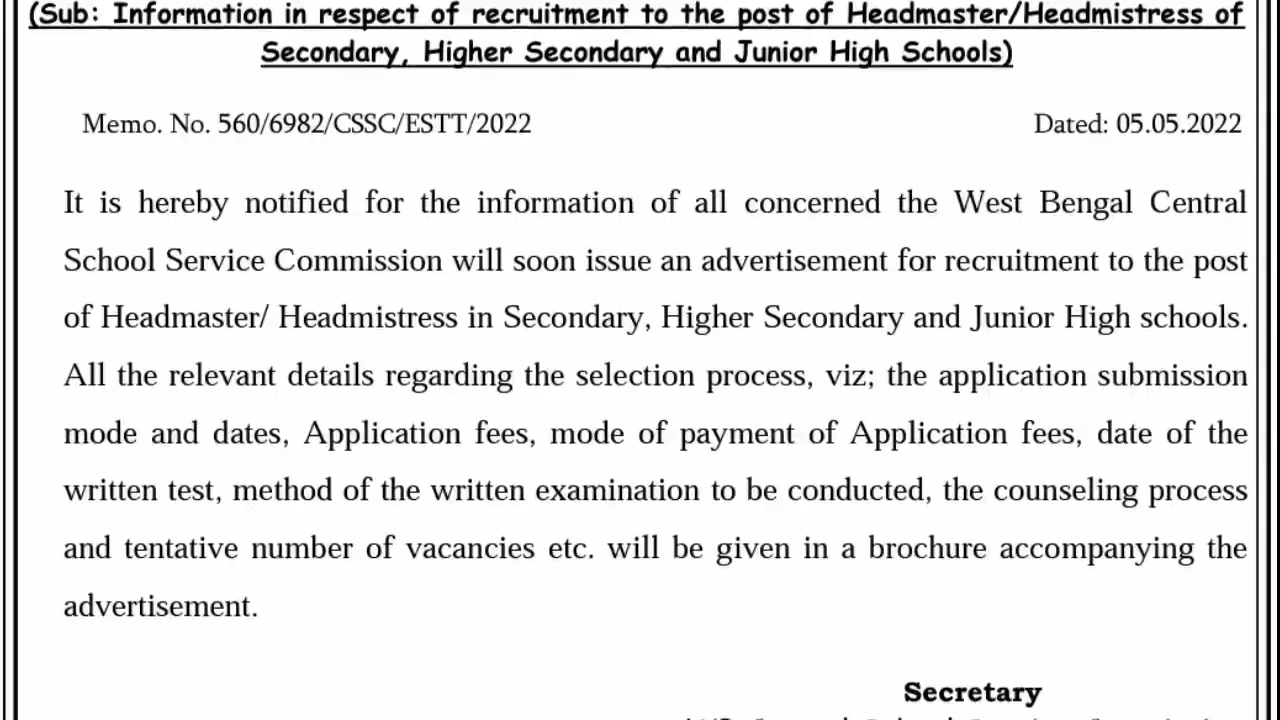 (Sub: Information in respect of recruitment to the post of Headmaster/Headmistress of
Secondary, Higher Secondary and Junior High Schools)
Memo. No. 560/6982/CSSC/ESTT/2022 Dated: 05.05.2022
It is hereby notified for the information of all concerned the West Bengal Central
School Service Commission will soon issue an advertisement for recruitment to the post
of Headmaster/ Headmistress in Secondary, Higher Secondary and Junior High schools.
All the relevant details regarding the selection process, viz; the application submission
mode and dates, Application fees, mode of payment of Application fees, date of the
written test, method of the written examination to be conducted, the counseling process
and tentative number of vacancies etc. will be given in a brochure accompanying the
advertisement.
Secretary